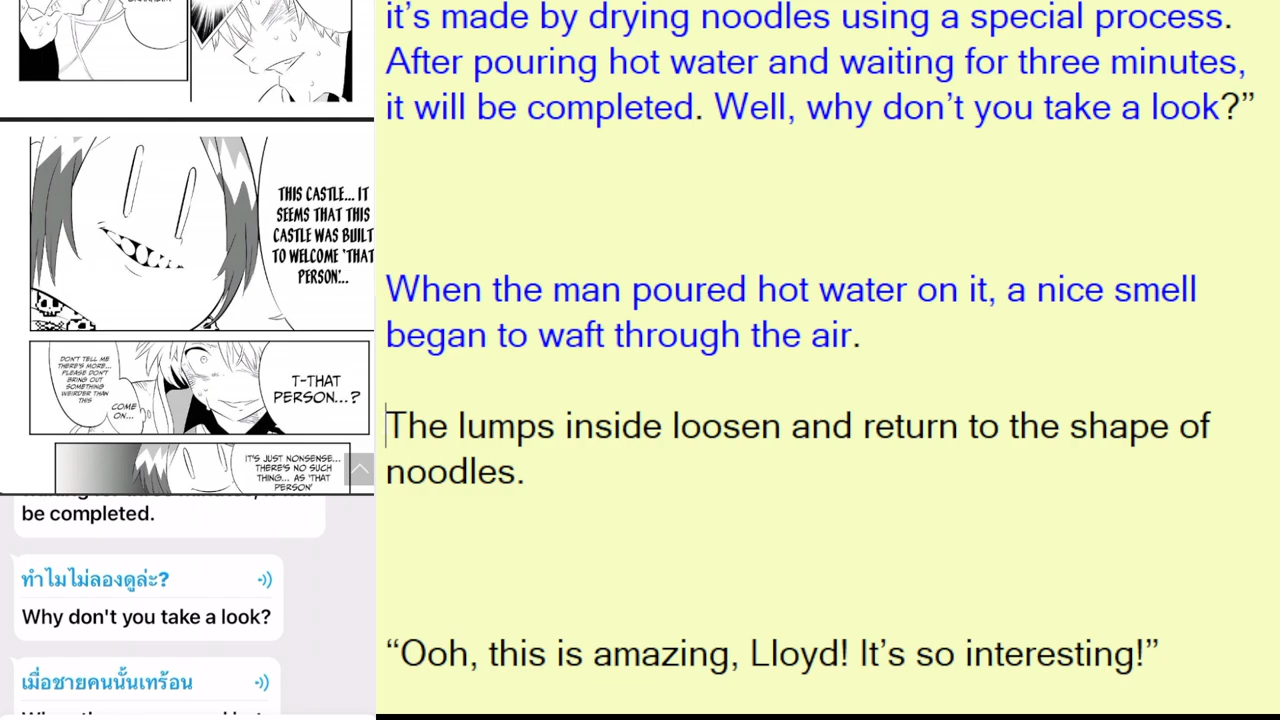 THIS CASTLE... IT
SEEMS THAT THIS
CASTLE WAS BUILT
TO WELCOME 'THAT
PERSON'...
DON'T TELL ME
THERE'S MORE...
PLEASE DON'T
BRING OUT
SOMETHING
WEIRDER THAN
THIS
COME
ON...
T-THAT
PERSON...?
IT'S JUST NONSENSE...
THERE'S NO SUCH
THING... AS 'THAT
PERSON'
be completed.
ทำไมไม่ลองดูล่ะ?
Why don't you take a look?
เมื่อชายคนนั้นเทร้อน
it’s made by drying noodles using a special process.
After pouring hot water and waiting for three minutes,
it will be completed. Well, why don’t you take a look?”
When the man poured hot water on it, a nice smell
began to waft through the air.
The lumps inside loosen and return to the shape of
noodles.
“Ooh, this is amazing, Lloyd! It’s so interesting!”